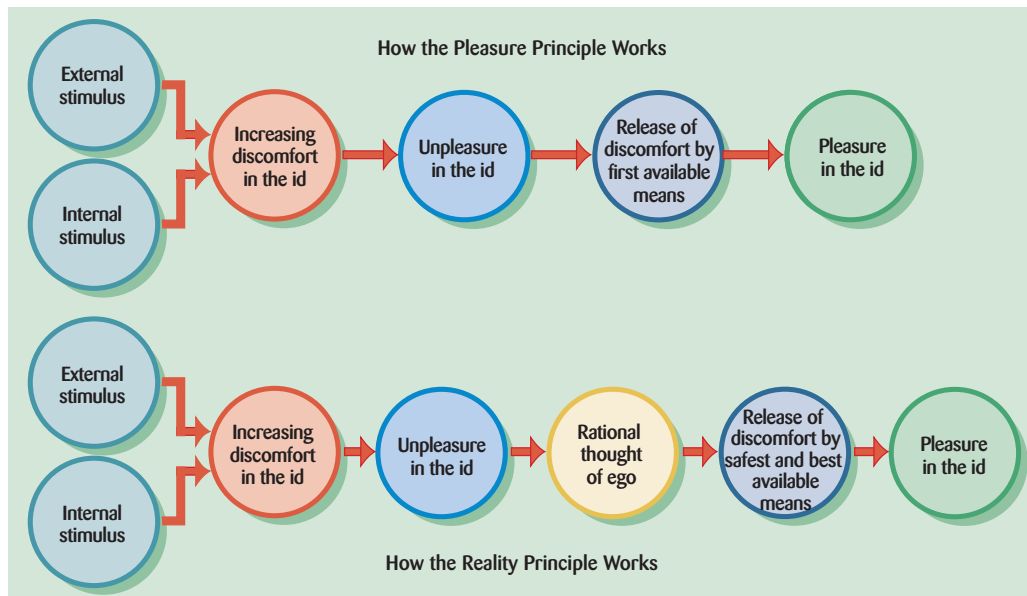 How the Pleasure Principle Works
External
stimulus
Internal
stimulus
Increasing
discomfort
in the id
Unpleasure
in the id
Release of
discomfort by
first available
means
Pleasure
in the id
External
stimulus
Internal
stimulus
Increasing
discomfort
in the id
Unpleasure
in the id
Rational
thought
of ego
Release of
discomfort by
safest and best
available
means
Pleasure
in the id
How the Reality Principle Works